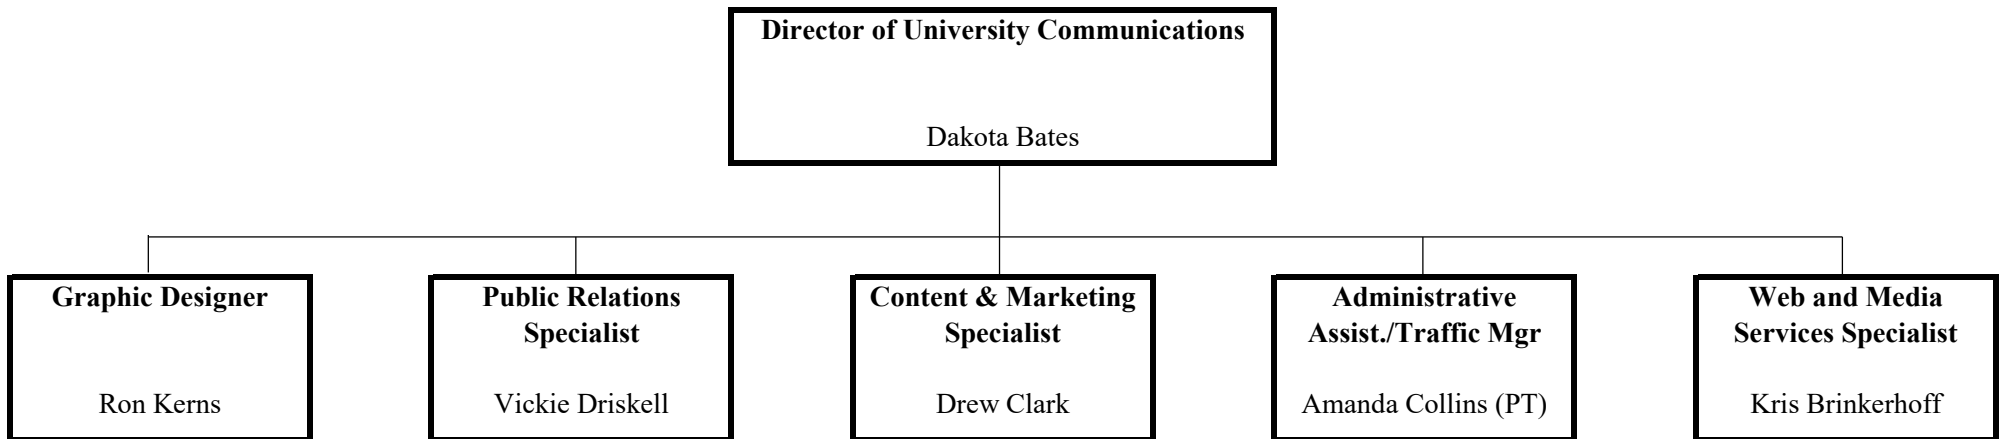 Director of University Communications
Dakota Bates
Graphic Designer
Ron Kerns
Public Relations
Specialist
Vickie Driskell
Content & Marketing
Specialist
Drew Clark
Administrative
Assist./Traffic Mgr
Amanda Collins (PT)
Web and Media
Services Specialist
Kris Brinkerhoff